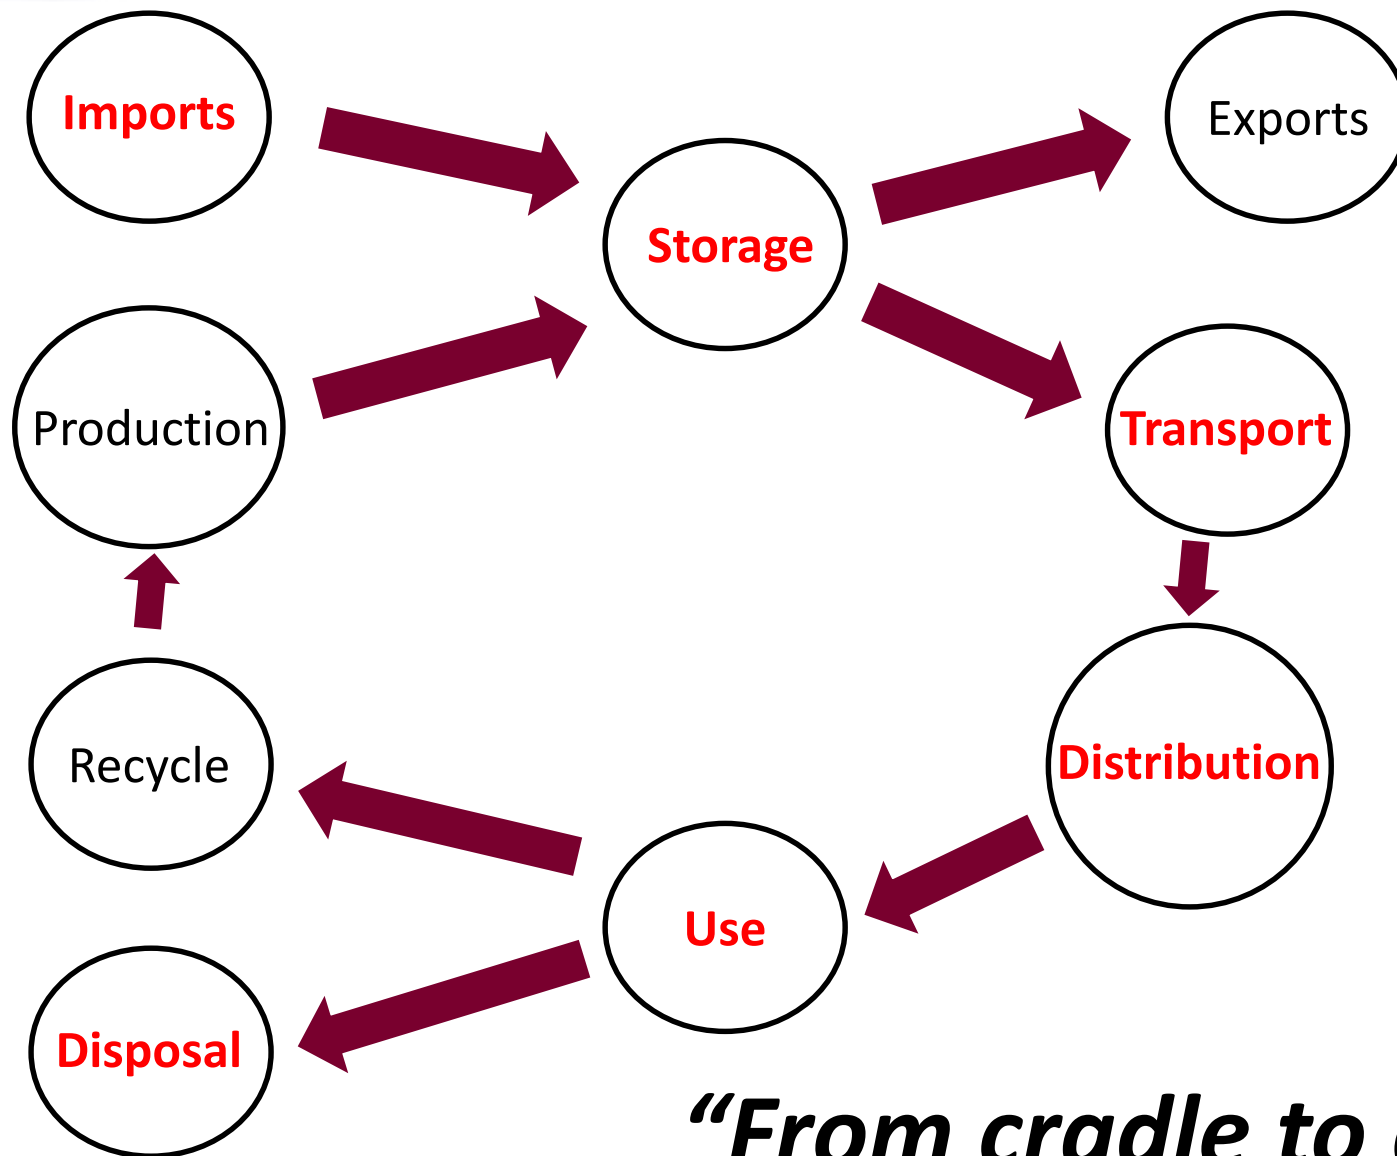 Imports
Exports
Storage
Production
Transport
Recycle
Distribution
Use
Disposal
“From cradle to